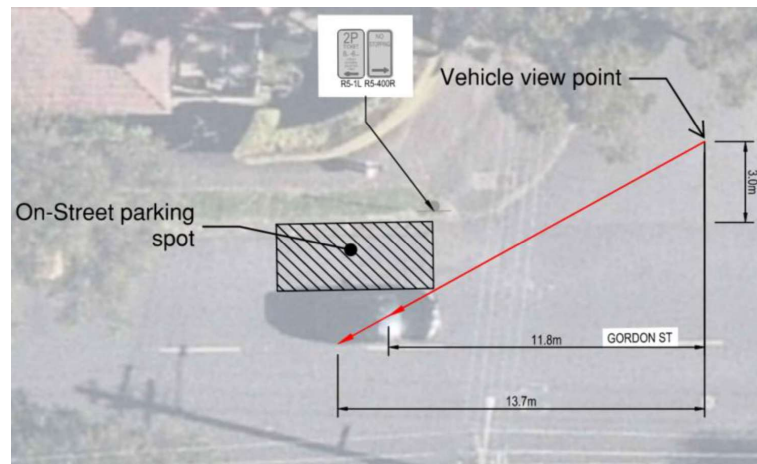 2P
NO
R5-1L R5-400R
Vehicle view point
3.0m
On-Street parking
spot
11.8m
GORDON ST
13.7m